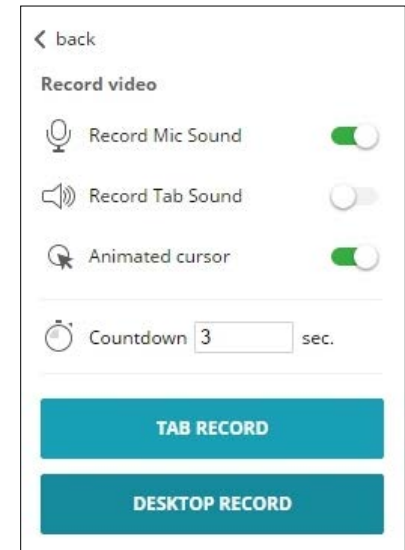 back
Record video
Record Mic Sound
Record Tab Sound
Animated cursor
Countdown 3 sec.
TAB RECORD
DESKTOP RECORD